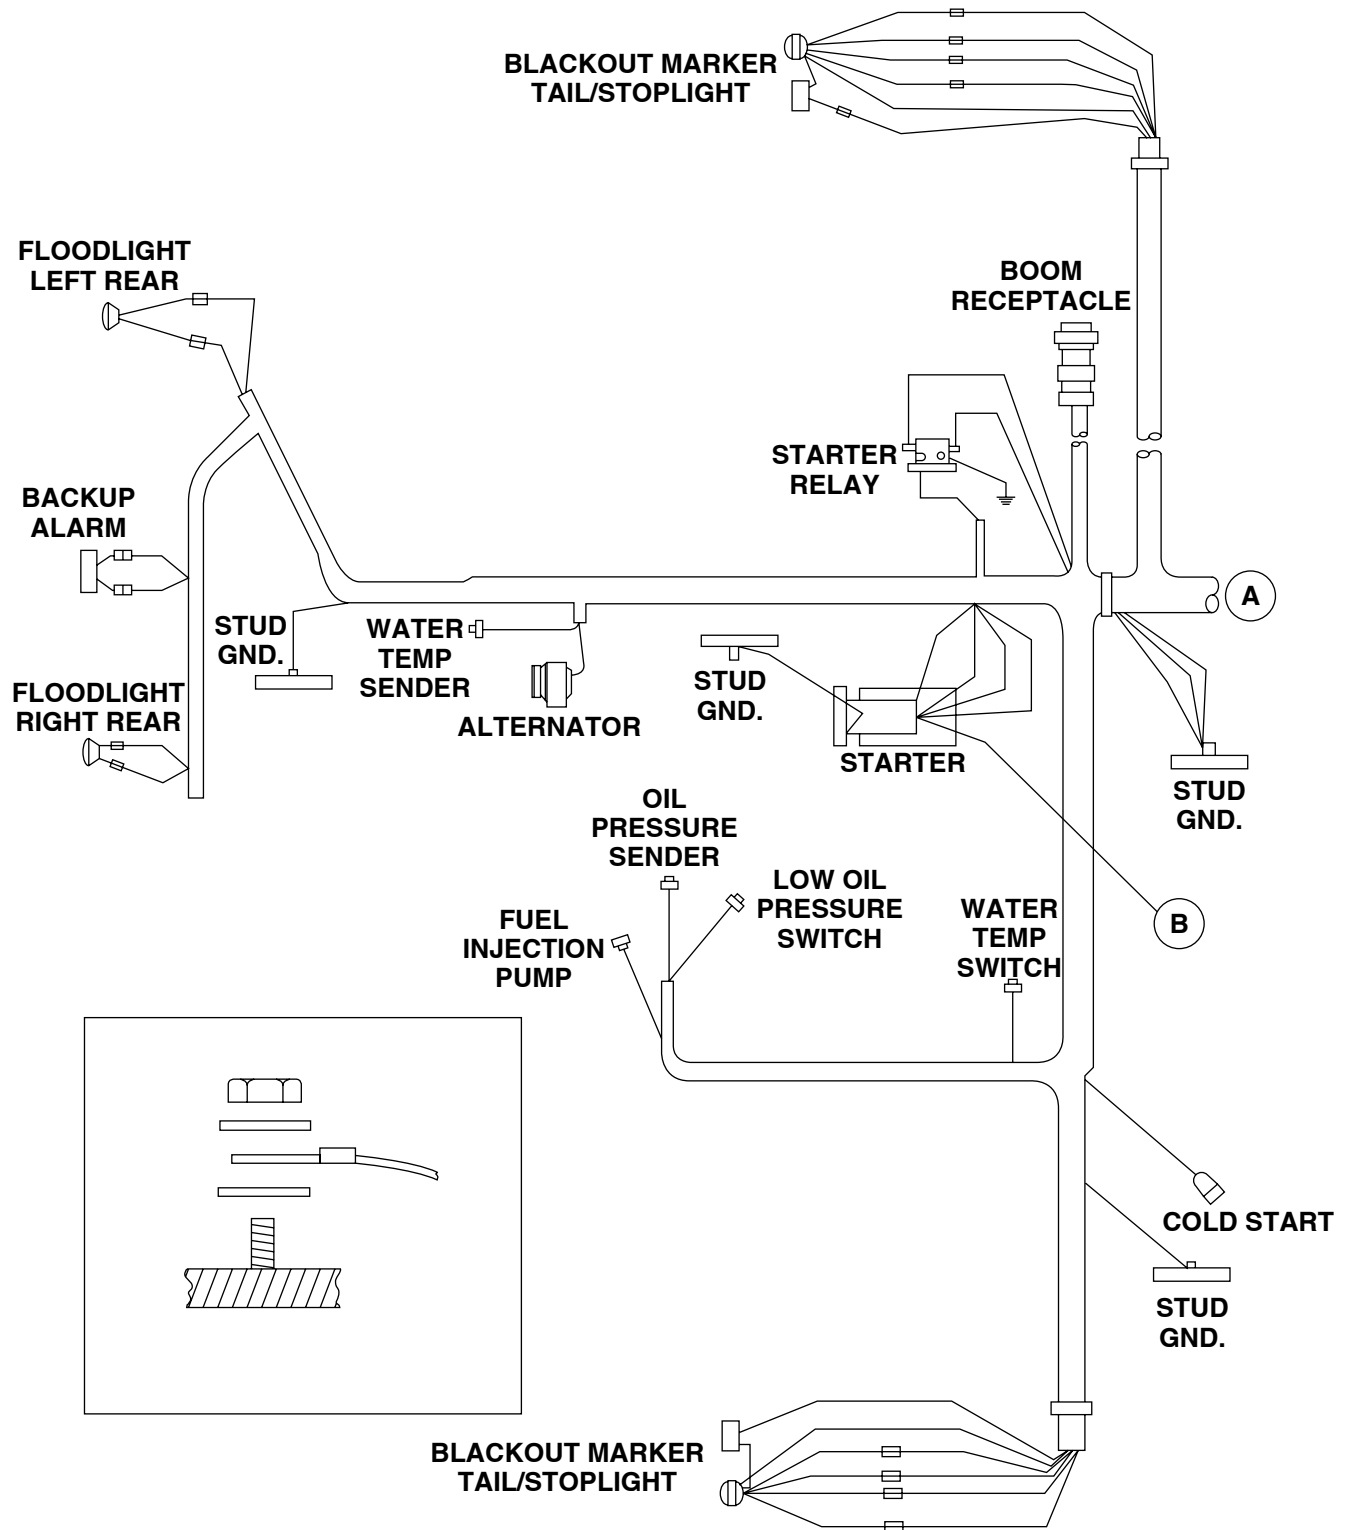 BLACKOUT MARKER
TAIL/STOPLIGHT
FLOODLIGHT
LEFT REAR
BOOM
RECEPTACLE
STARTER
RELAY
BACKUP
ALARM
A
STUD
GND.
WATER
TEMP
SENDER
ALTERNATOR
STUD
GND.
STARTER
FLOODLIGHT
RIGHT REAR
STUD
GND.
OIL
PRESSURE
SENDER
LOW OIL
PRESSURE
SWITCH
FUEL
INJECTION
PUMP
WATER
TEMP
SWITCH
B
COLD START
STUD
GND.
BLACKOUT MARKER
TAIL/STOPLIGHT